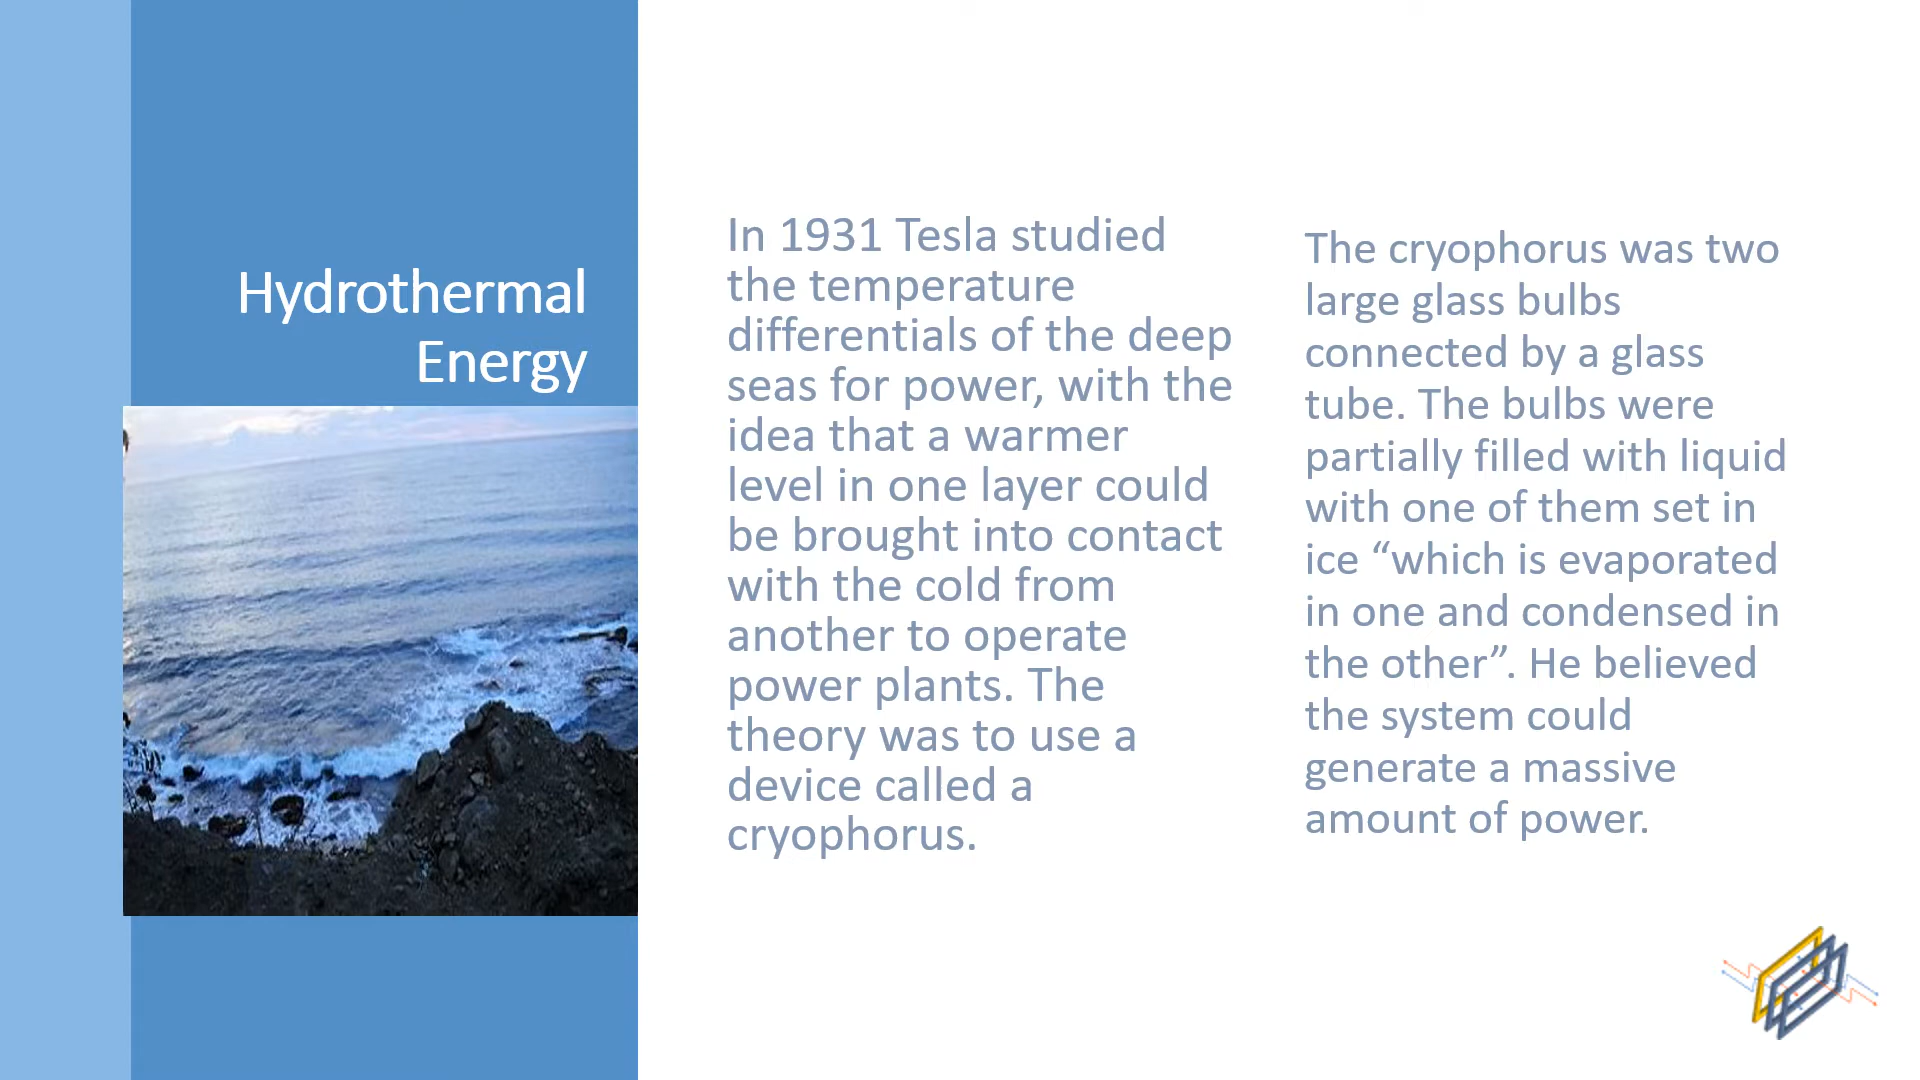 Hydrothermal
Energy
In 1931 Tesla studied
the temperature
differentials of the deep
seas for power, with the
idea that a warmer
level in one layer could
be brought into contact
with the cold from
another to operate
power plants. The
theory was to use a
device called a
cryophorus.
The cryophorus was two
large glass bulbs
connected by a glass
tube. The bulbs were
partially filled with liquid
with one of them set in
ice “which is evaporated
in one and condensed in
the other”. He believed
the system could
generate a massive
amount of power.